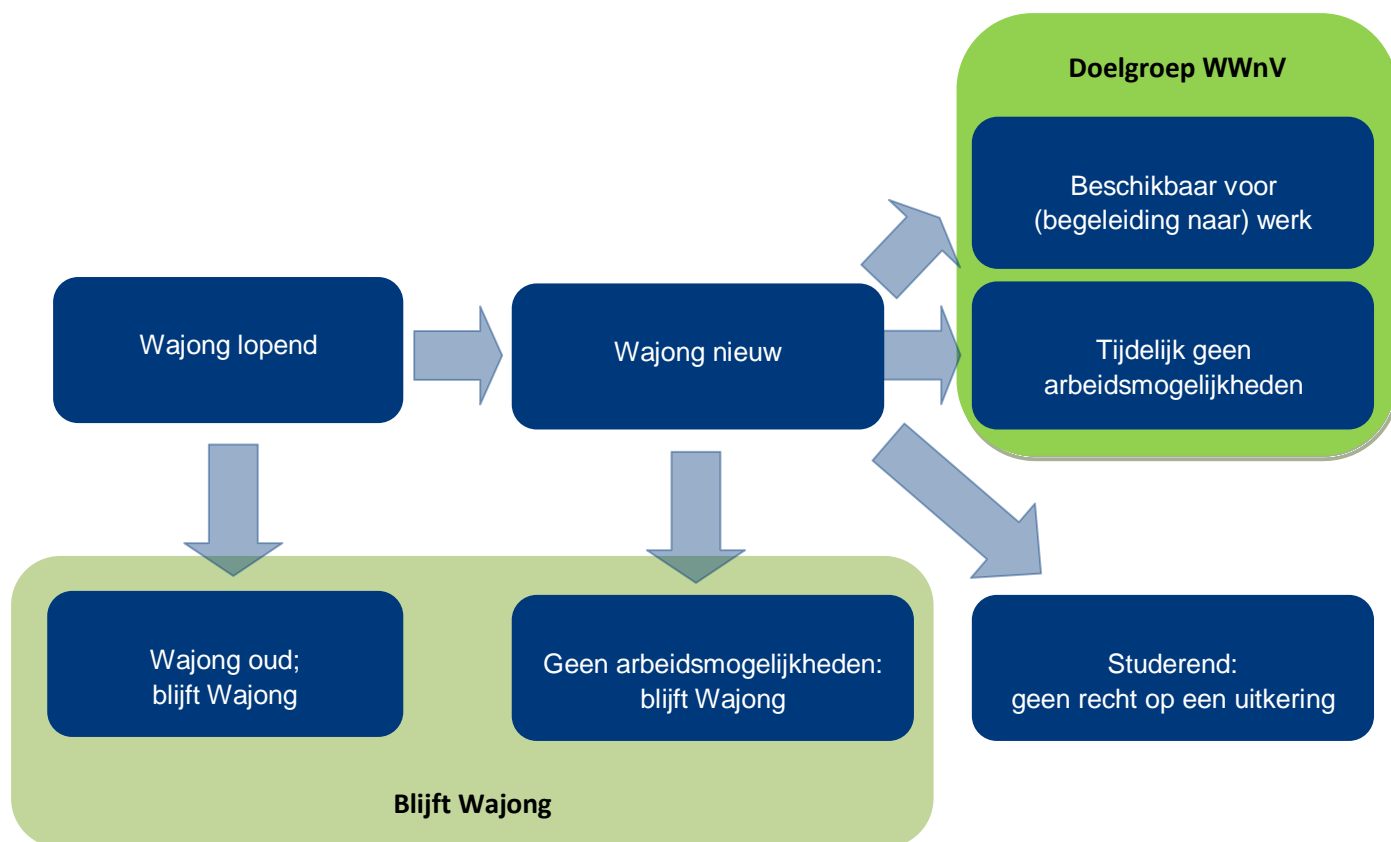 Doelgroep WWnV
Beschikbaar voor
(begeleiding naar) werk
Wajong lopend
Wajong nieuw
Tijdelijk geen
arbeidsmogelijkheden
Wajong oud;
blijft Wajong
Geen arbeidsmogelijkheden:
blijft Wajong
Studerend:
geen recht op een uitkering
Blijft Wajong